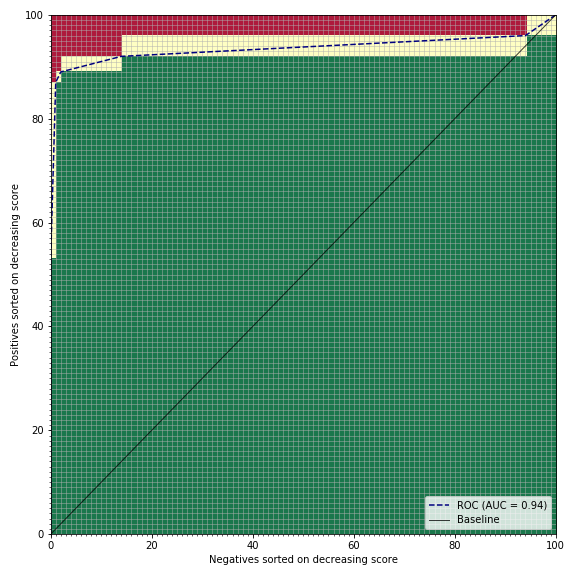 100
80
60
40
20
0
Positives sorted on decreasing score
0 20 40 60 80 100
Negatives sorted on decreasing score
ROC (AUC = 0.94)
Baseline